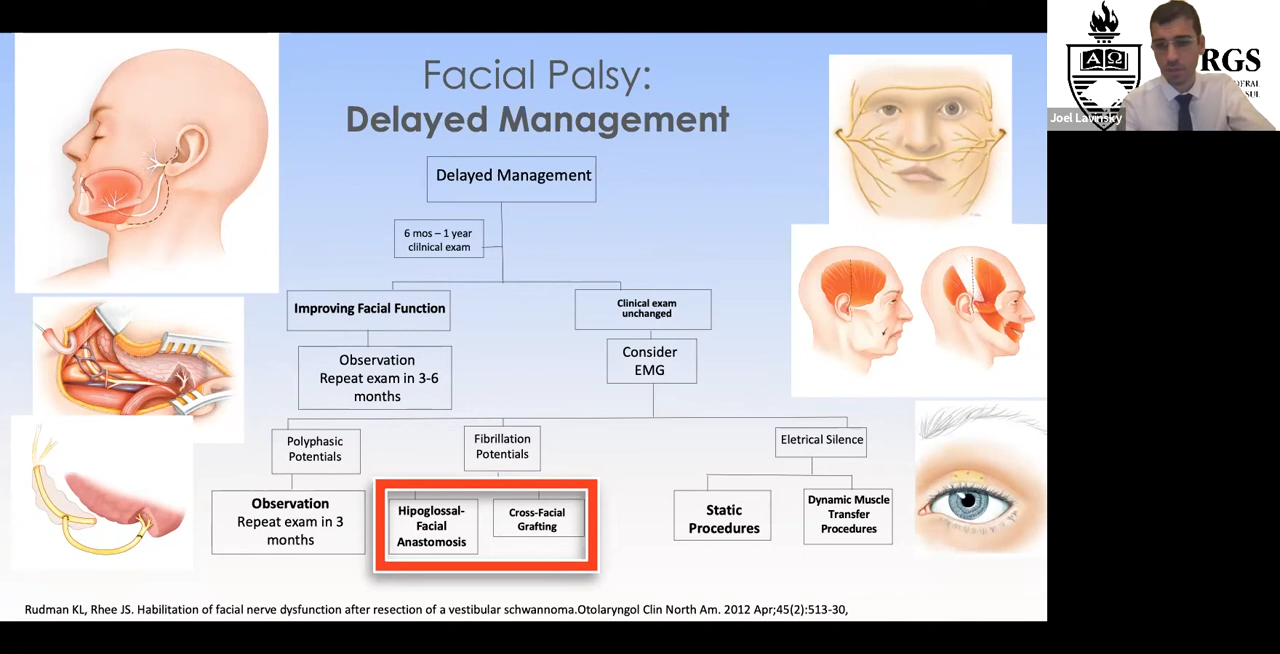 Facial Palsy:
Delayed Management
Delayed Management
6 mos – 1 year
clilnical exam
Improving Facial Function
Clinical exam
unchanged
Observation
Repeat exam in 3-6
months
Consider
EMG
Polyphasic
Potentials
Fibrillation
Potentials
Eletrical Silence
Observation
Repeat exam in 3
months
Hipoglossal-
Facial
Anastomosis
Cross-Facial
Grafting
Static
Procedures
Dynamic Muscle
Transfer
Procedures
Rudman KL, Rhee JS. Habilitation of facial nerve dysfunction after resection of a vestibular schwannoma.Otolaryngol Clin North Am. 2012 Apr;45(2):513-30,
Α Ω
RGS
Joel Lavinsky